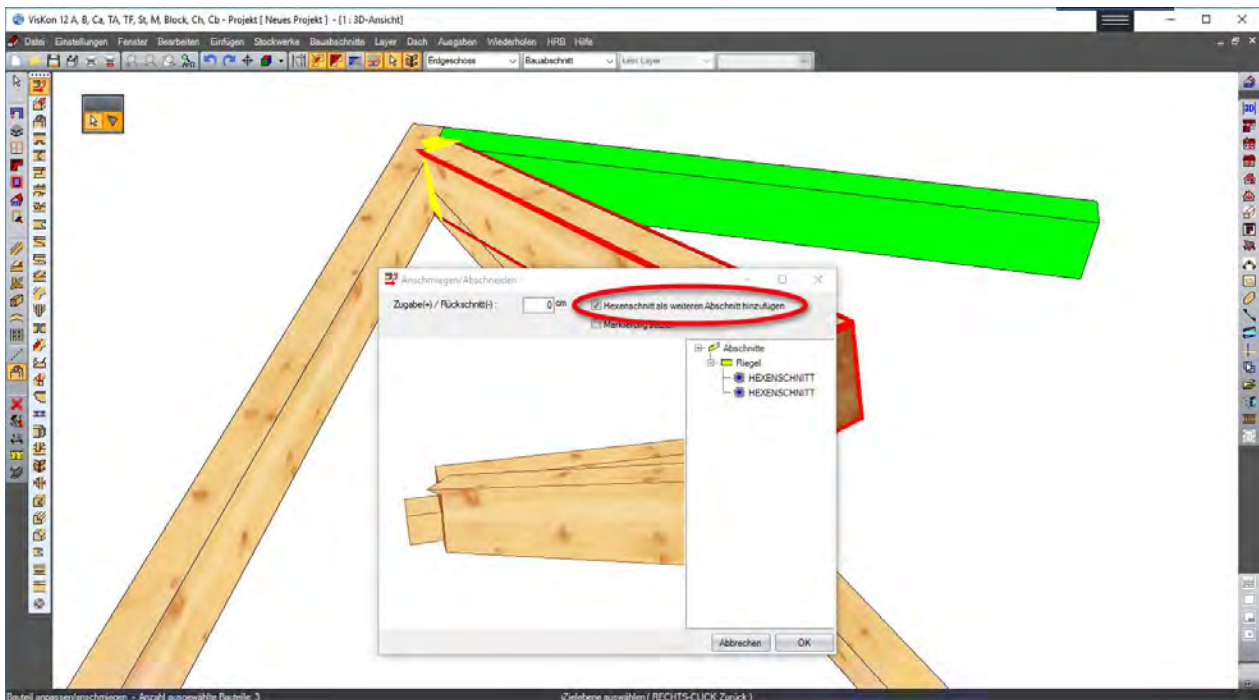 VisKon 12 A, B, Ca, TA, TF, St, M, Block, Ch, Cb - Projekt [ Neues Projekt ] - [1 : 3D-Ansicht]
Datei Einstellungen Fenster Bearbeiten Einfügen Stockwerke Bauabschnitte Layer Dach Ausgaben Wiederholen HRB Hilfe
Erdgeschoss Bauabschnitt kein Layer
3D
Anschmiegen/Abschneiden
Zugabe(+) / Rückschnitt(-) : 0 cm Hexenschnitt als weiteren Abschnitt hinzufügen
Markierung setzen
Abschnitte
Riegel
HEXENSCHNITT
HEXENSCHNITT
Abbrechen OK
Bauteil anpassen/anschmiegen - Anzahl ausgewählte Bauteile: 3 Zielebene auswählen ( RECHTS-CLICK Zurück )